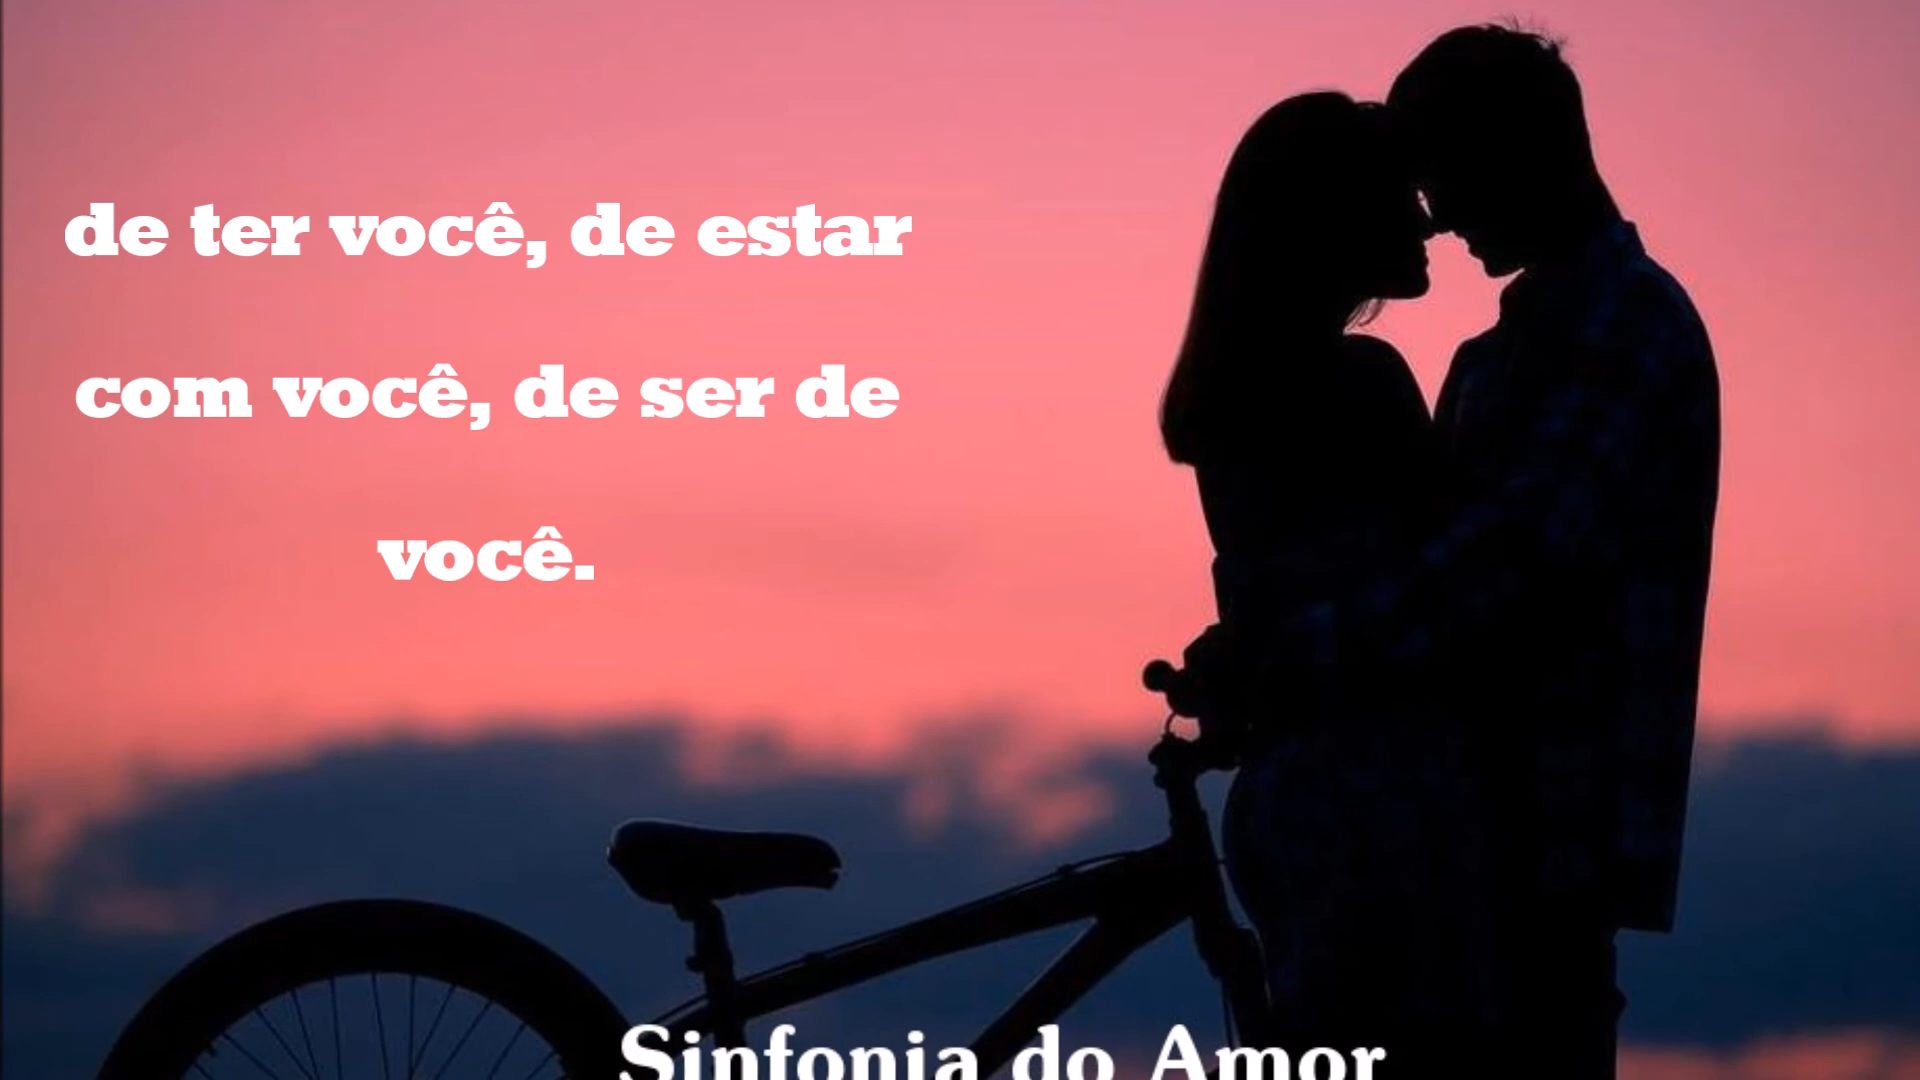 de ter você, de estar
com você, de ser de
você.
Sinfonia do Amor